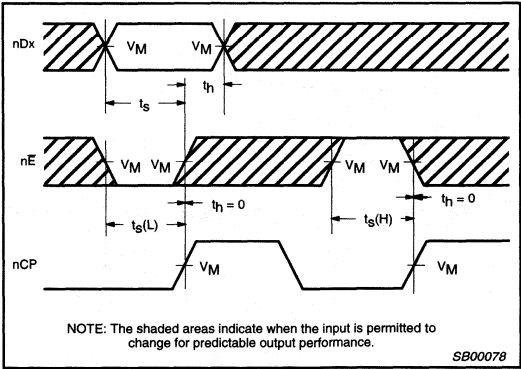 nDx
VM
VM
ts
th
nE̅
VM
VM
VM
VM
ts(L)
th = 0
ts(H)
th = 0
nCP
VM
VM
NOTE: The shaded areas indicate when the input is permitted to
change for predictable output performance.
SB00078